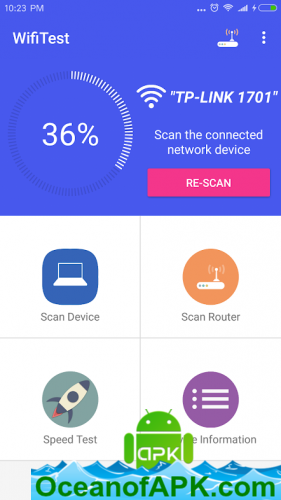 10:23 PM
WifiTest
36%
"TP-LINK 1701"
Scan the connected
network device
RE-SCAN
Scan Device
Scan Router
Speed Test
Information
APK
OceanofAPK.com